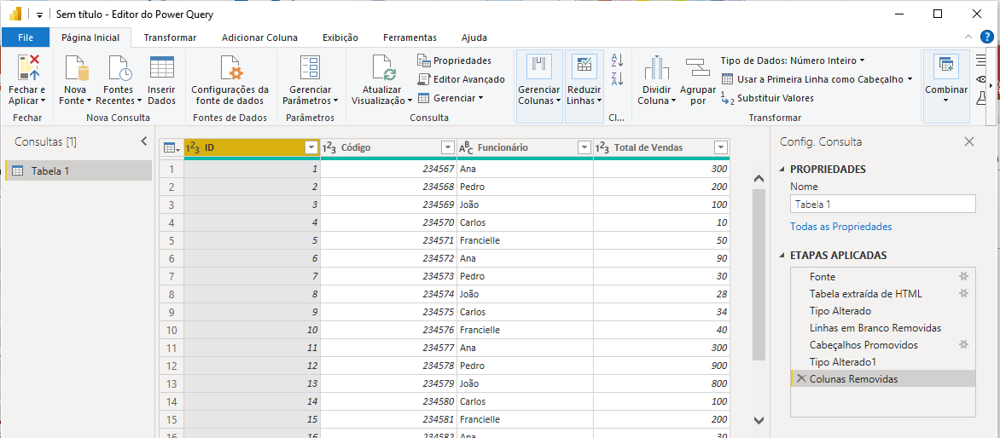 Sem título - Editor do Power Query
File Página Inicial Transformar Adicionar Coluna Exibição Ferramentas Ajuda
Fechar e Aplicar
Fechar
Nova Fonte
Fontes Recentes
Inserir Dados
Nova Consulta
Configurações da fonte de dados
Fontes de Dados
Gerenciar Parâmetros
Parâmetros
Atualizar Visualização
Propriedades
Editor Avançado
Gerenciar
Consulta
Gerenciar Colunas
Reduzir Linhas
Cl...
Dividir Coluna
Agrupar por
Tipo de Dados: Número Inteiro
Usar a Primeira Linha como Cabeçalho
Substituir Valores
Transformar
Combinar
Consultas [1]
Tabela 1
ID Código Funcionário Total de Vendas
1 1 234567 Ana 300
2 2 234568 Pedro 200
3 3 234569 João 100
4 4 234570 Carlos 10
5 5 234571 Francielle 50
6 6 234572 Ana 90
7 7 234573 Pedro 30
8 8 234574 João 28
9 9 234575 Carlos 34
10 10 234576 Francielle 40
11 11 234577 Ana 300
12 12 234578 Pedro 900
13 13 234579 João 800
14 14 234580 Carlos 100
15 15 234581 Francielle 200
16 16 234582 Ana 30
Config. Consulta
PROPRIEDADES
Nome
Tabela 1
Todas as Propriedades
ETAPAS APLICADAS
Fonte
Tabela extraída de HTML
Tipo Alterado
Linhas em Branco Removidas
Cabeçalhos Promovidos
Tipo Alterado1
Colunas Removidas